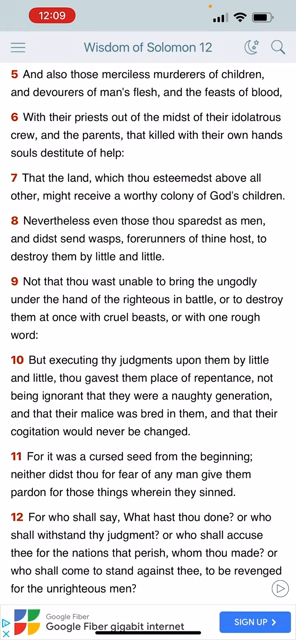 12:09
Wisdom of Solomon 12
5 And also those merciless murderers of children,
and devourers of man's flesh, and the feasts of blood,
6 With their priests out of the midst of their idolatrous
crew, and the parents, that killed with their own hands
souls destitute of help:
7 That the land, which thou esteemedst above all
other, might receive a worthy colony of God's children.
8 Nevertheless even those thou sparedst as men,
and didst send wasps, forerunners of thine host, to
destroy them by little and little.
9 Not that thou wast unable to bring the ungodly
under the hand of the righteous in battle, or to destroy
them at once with cruel beasts, or with one rough
word:
10 But executing thy judgments upon them by little
and little, thou gavest them place of repentance, not
being ignorant that they were a naughty generation,
and that their malice was bred in them, and that their
cogitation would never be changed.
11 For it was a cursed seed from the beginning;
neither didst thou for fear of any man give them
pardon for those things wherein they sinned.
12 For who shall say, What hast thou done? or who
shall withstand thy judgment? or who shall accuse
thee for the nations that perish, whom thou made? or
who shall come to stand against thee, to be revenged
for the unrighteous men?
Google Fiber
Google Fiber gigabit internet
SIGN UP >